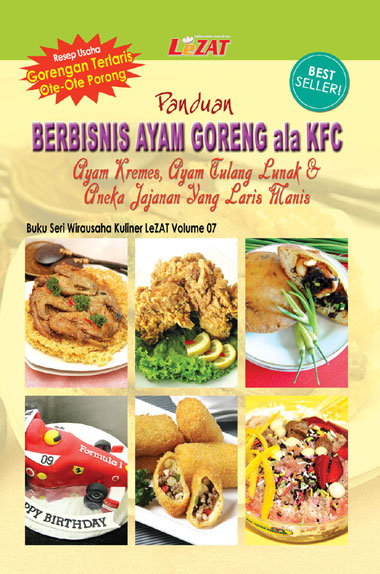 LeZAT
Resep Usaha
Gorengan Terlaris
Ote-Ote Porong
BEST
SELLER!
Panduan
BERBISNIS AYAM GORENG ala KFC
Ayam Kremes, Ayam Tulang Lunak &
Aneka Jajanan Yang Laris Manis
Buku Seri Wirausaha Kuliner LeZAT Volume 07
Formula 1
09
PY BIRTHDAY